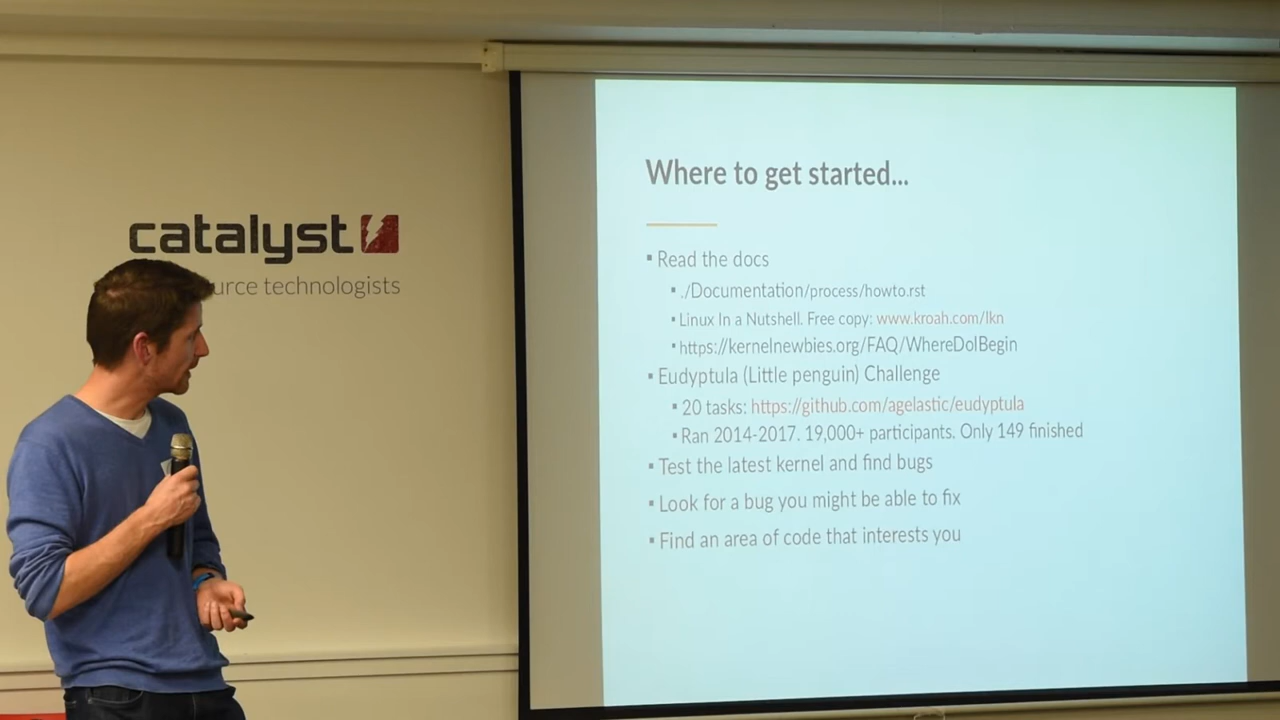 catalyst
urce technologists
Where to get started...
▪ Read the docs
▪ ./Documentation/process/howto.rst
▪ Linux In a Nutshell. Free copy: www.kroah.com/lkn
▪ https://kernelnewbies.org/FAQ/WhereDoIBegin
▪ Eudyptula (Little penguin) Challenge
▪ 20 tasks: https://github.com/agelastic/eudyptula
▪ Ran 2014-2017. 19,000+ participants. Only 149 finished
▪ Test the latest kernel and find bugs
▪ Look for a bug you might be able to fix
▪ Find an area of code that interests you